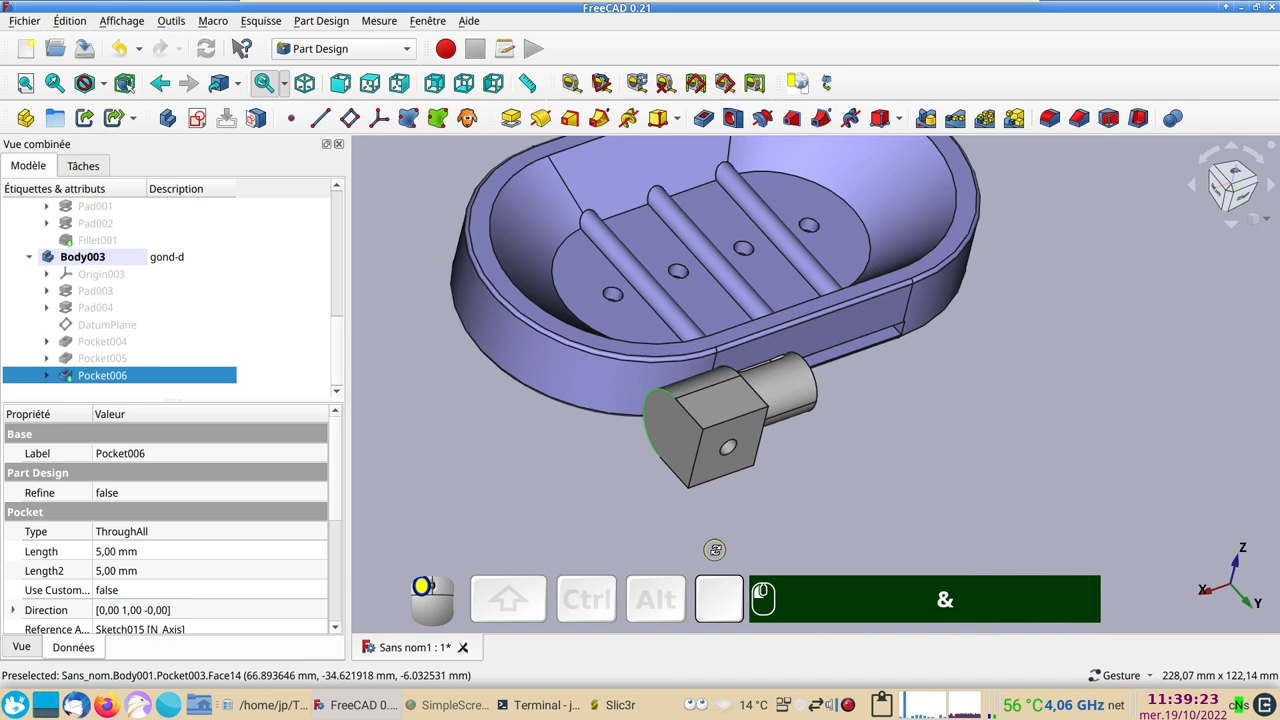 FreeCAD 0.21
Fichier Édition Affichage Outils Macro Esquisse Part Design Mesure Fenêtre Aide
Part Design
Vue combinée
Modèle Tâches
Étiquettes & attributs Description
Pad001
Pad002
Fillet001
Body003 gond-d
Origin003
Pad003
Pad004
DatumPlane
Pocket004
Pocket005
Pocket006
Propriété Valeur
Base
Label Pocket006
Part Design
Refine false
Pocket
Type ThroughAll
Length 5,00 mm
Length2 5,00 mm
Use Custom... false
Direction [0,00 1,00 -0,00]
Reference A... Sketch015 [N_Axis]
Vue Données
Ctrl Alt &
Z
X
Y
Sans nom1 : 1*
Preselected: Sans_nom.Body001.Pocket003.Face14 (66.893646 mm, -34.621918 mm, -6.032531 mm)
Gesture 228,07 mm x 122,14 mm
/home/jp/T... FreeCAD 0.... SimpleScre... Terminal - j... Slic3r 14 °C 56 °C 4,06 GHz net 11:39:23
mer.19/10/2022